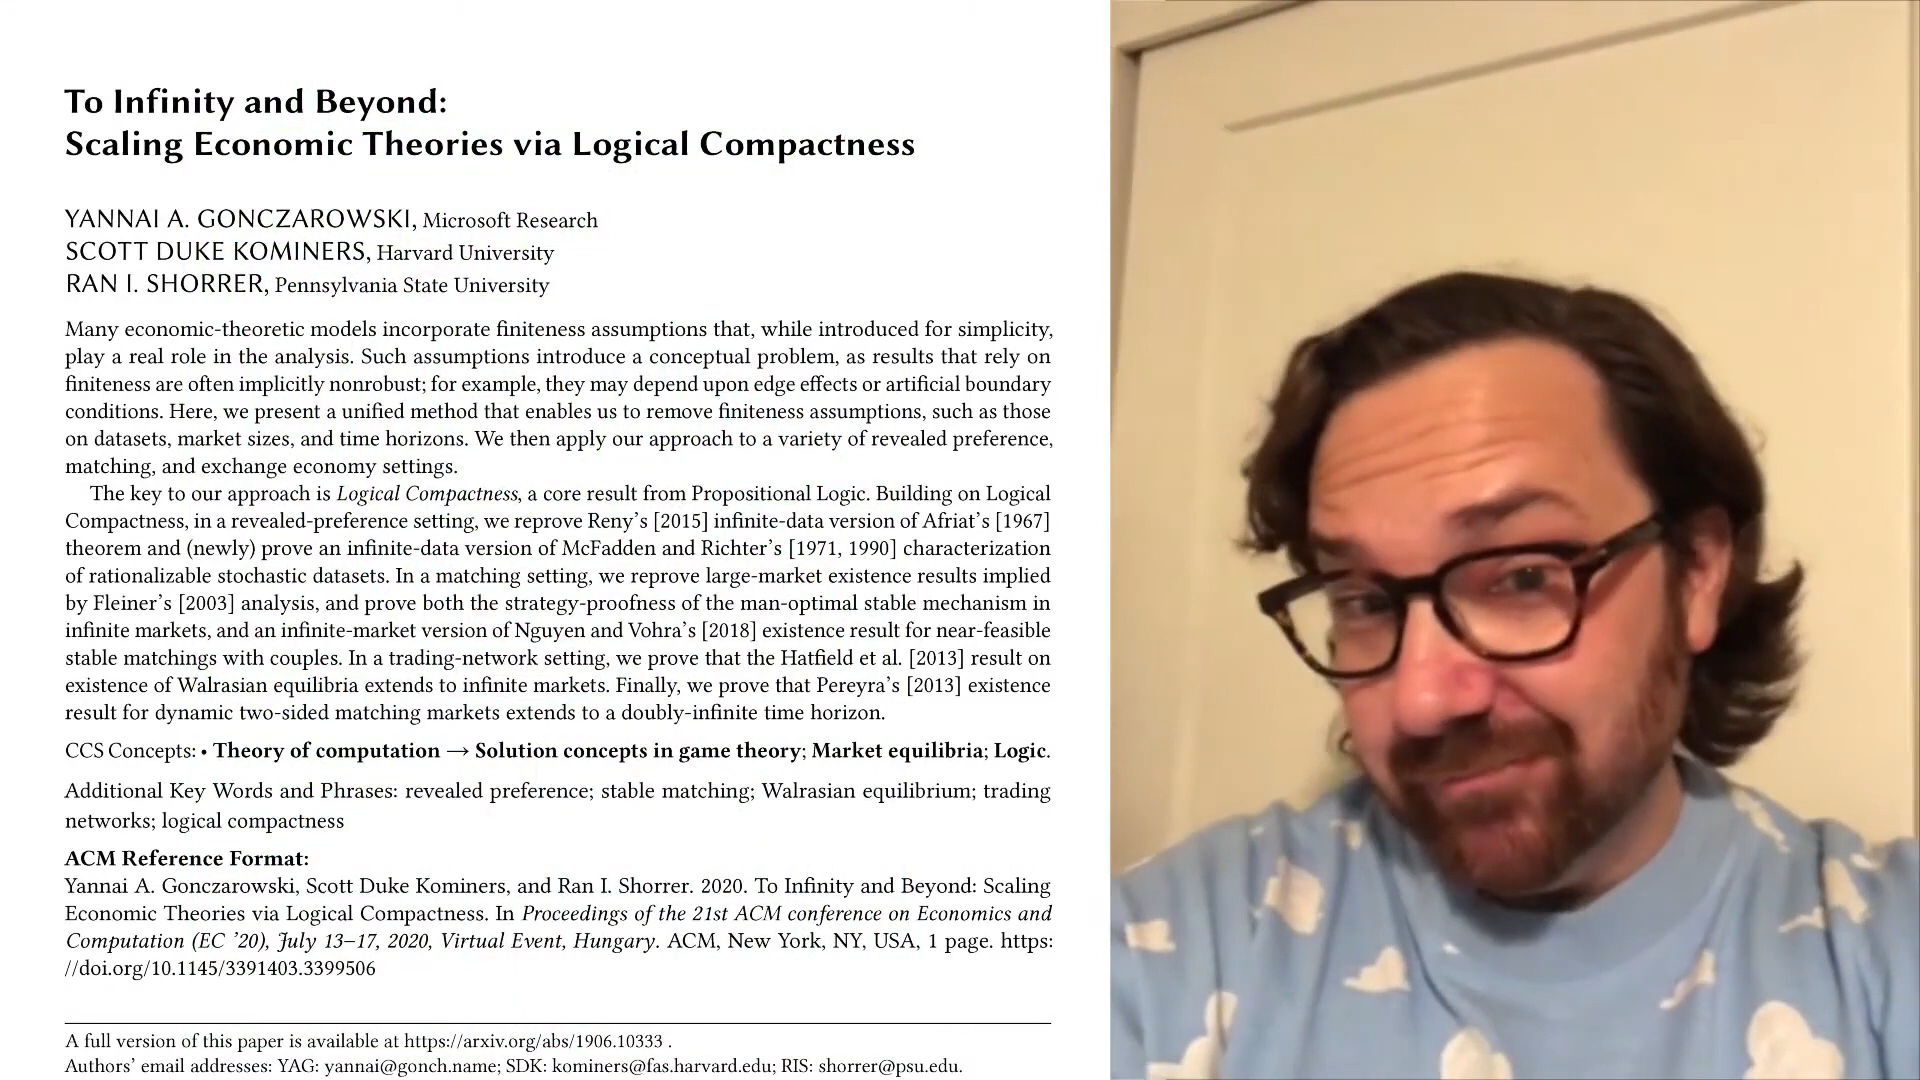 To Infinity and Beyond:
Scaling Economic Theories via Logical Compactness
YANNAI A. GONCZAROWSKI, Microsoft Research
SCOTT DUKE KOMINERS, Harvard University
RAN I. SHORRER, Pennsylvania State University
Many economic-theoretic models incorporate finiteness assumptions that, while introduced for simplicity,
play a real role in the analysis. Such assumptions introduce a conceptual problem, as results that rely on
finiteness are often implicitly nonrobust; for example, they may depend upon edge effects or artificial boundary
conditions. Here, we present a unified method that enables us to remove finiteness assumptions, such as those
on datasets, market sizes, and time horizons. We then apply our approach to a variety of revealed preference,
matching, and exchange economy settings.
The key to our approach is Logical Compactness, a core result from Propositional Logic. Building on Logical
Compactness, in a revealed-preference setting, we reprove Reny's [2015] infinite-data version of Afriat's [1967]
theorem and (newly) prove an infinite-data version of McFadden and Richter's [1971, 1990] characterization
of rationalizable stochastic datasets. In a matching setting, we reprove large-market existence results implied
by Fleiner's [2003] analysis, and prove both the strategy-proofness of the man-optimal stable mechanism in
infinite markets, and an infinite-market version of Nguyen and Vohra's [2018] existence result for near-feasible
stable matchings with couples. In a trading-network setting, we prove that the Hatfield et al. [2013] result on
existence of Walrasian equilibria extends to infinite markets. Finally, we prove that Pereyra's [2013] existence
result for dynamic two-sided matching markets extends to a doubly-infinite time horizon.
CCS Concepts: • Theory of computation → Solution concepts in game theory; Market equilibria; Logic.
Additional Key Words and Phrases: revealed preference; stable matching; Walrasian equilibrium; trading
networks; logical compactness
ACM Reference Format:
Yannai A. Gonczarowski, Scott Duke Kominers, and Ran I. Shorrer. 2020. To Infinity and Beyond: Scaling
Economic Theories via Logical Compactness. In Proceedings of the 21st ACM conference on Economics and
Computation (EC '20), July 13–17, 2020, Virtual Event, Hungary. ACM, New York, NY, USA, 1 page. https:
//doi.org/10.1145/3391403.3399506
A full version of this paper is available at https://arxiv.org/abs/1906.10333 .
Authors' email addresses: YAG: yannai@gonch.name; SDK: kominers@fas.harvard.edu; RIS: shorrer@psu.edu.